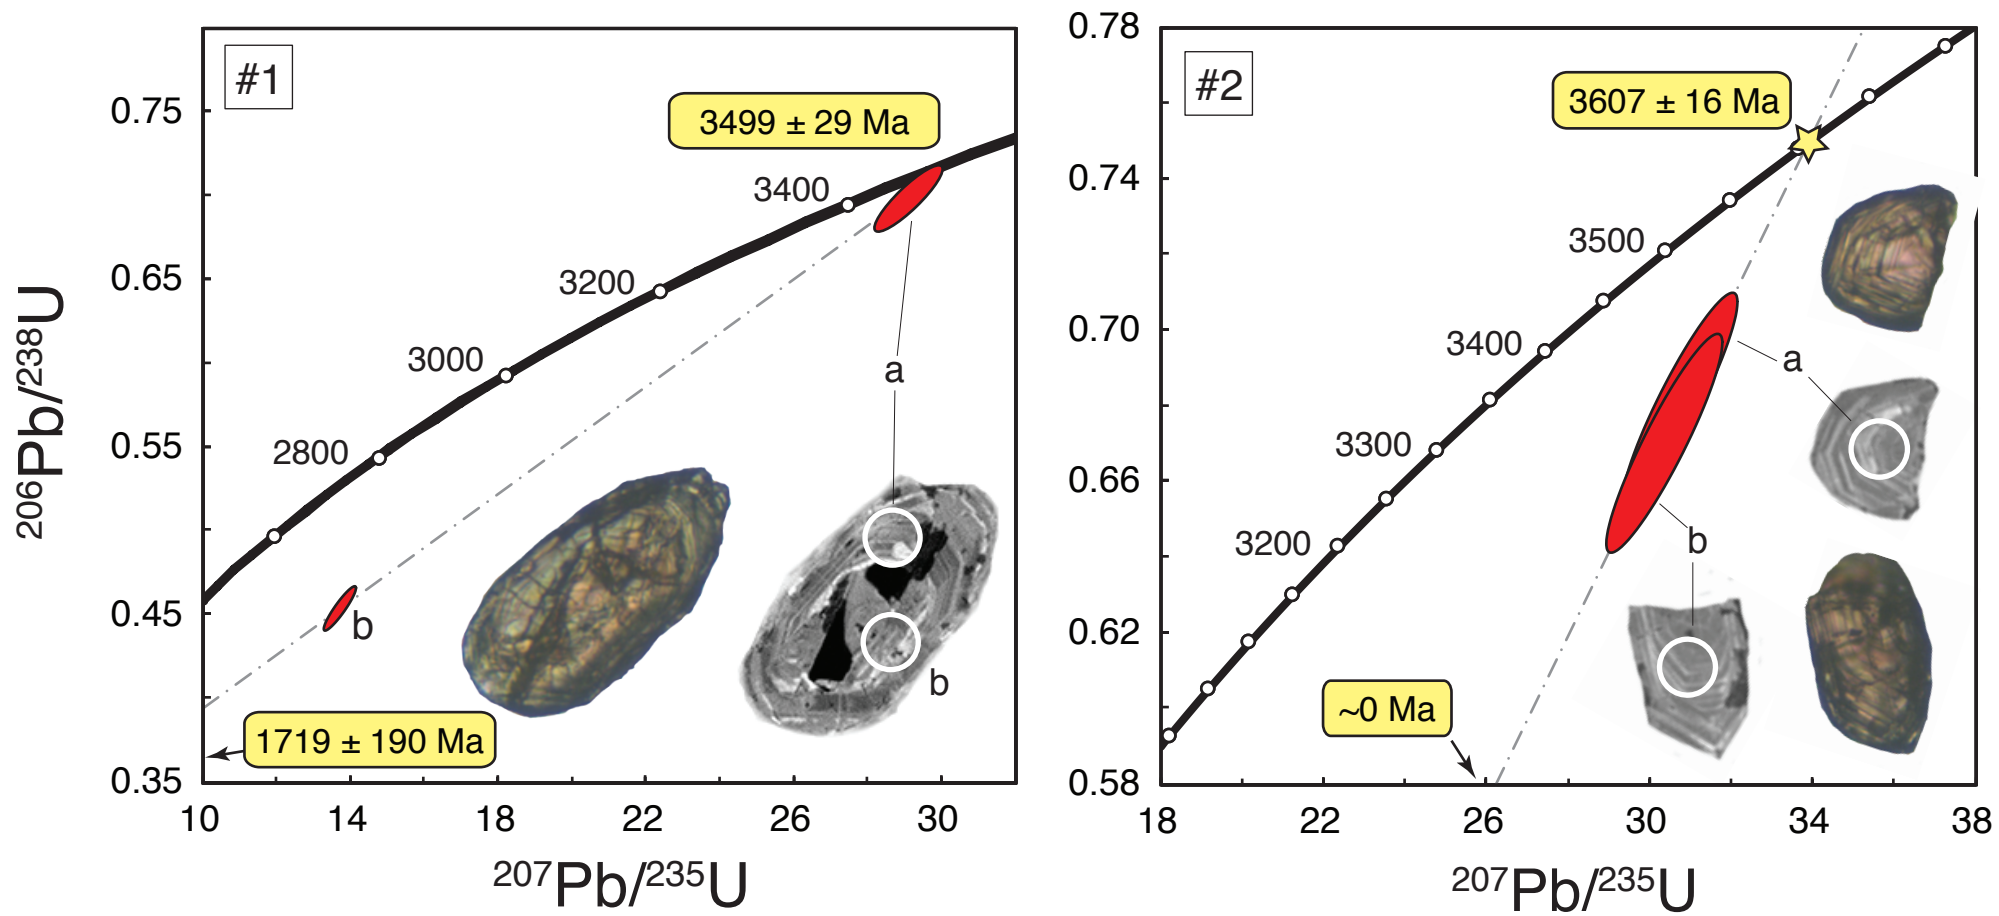 #1
3499 ± 29 Ma
0.75
0.65
0.55
0.45
0.35
3400
3200
3000
2800
a
b
b
1719 ± 190 Ma
10
14
18
22
26
30
²⁰⁶Pb/²³⁸U
²⁰⁷Pb/²³⁵U
#2
3607 ± 16 Ma
0.78
0.74
0.70
0.66
0.62
0.58
3500
3400
3300
3200
a
b
~0 Ma
18
22
26
30
34
38
²⁰⁷Pb/²³⁵U